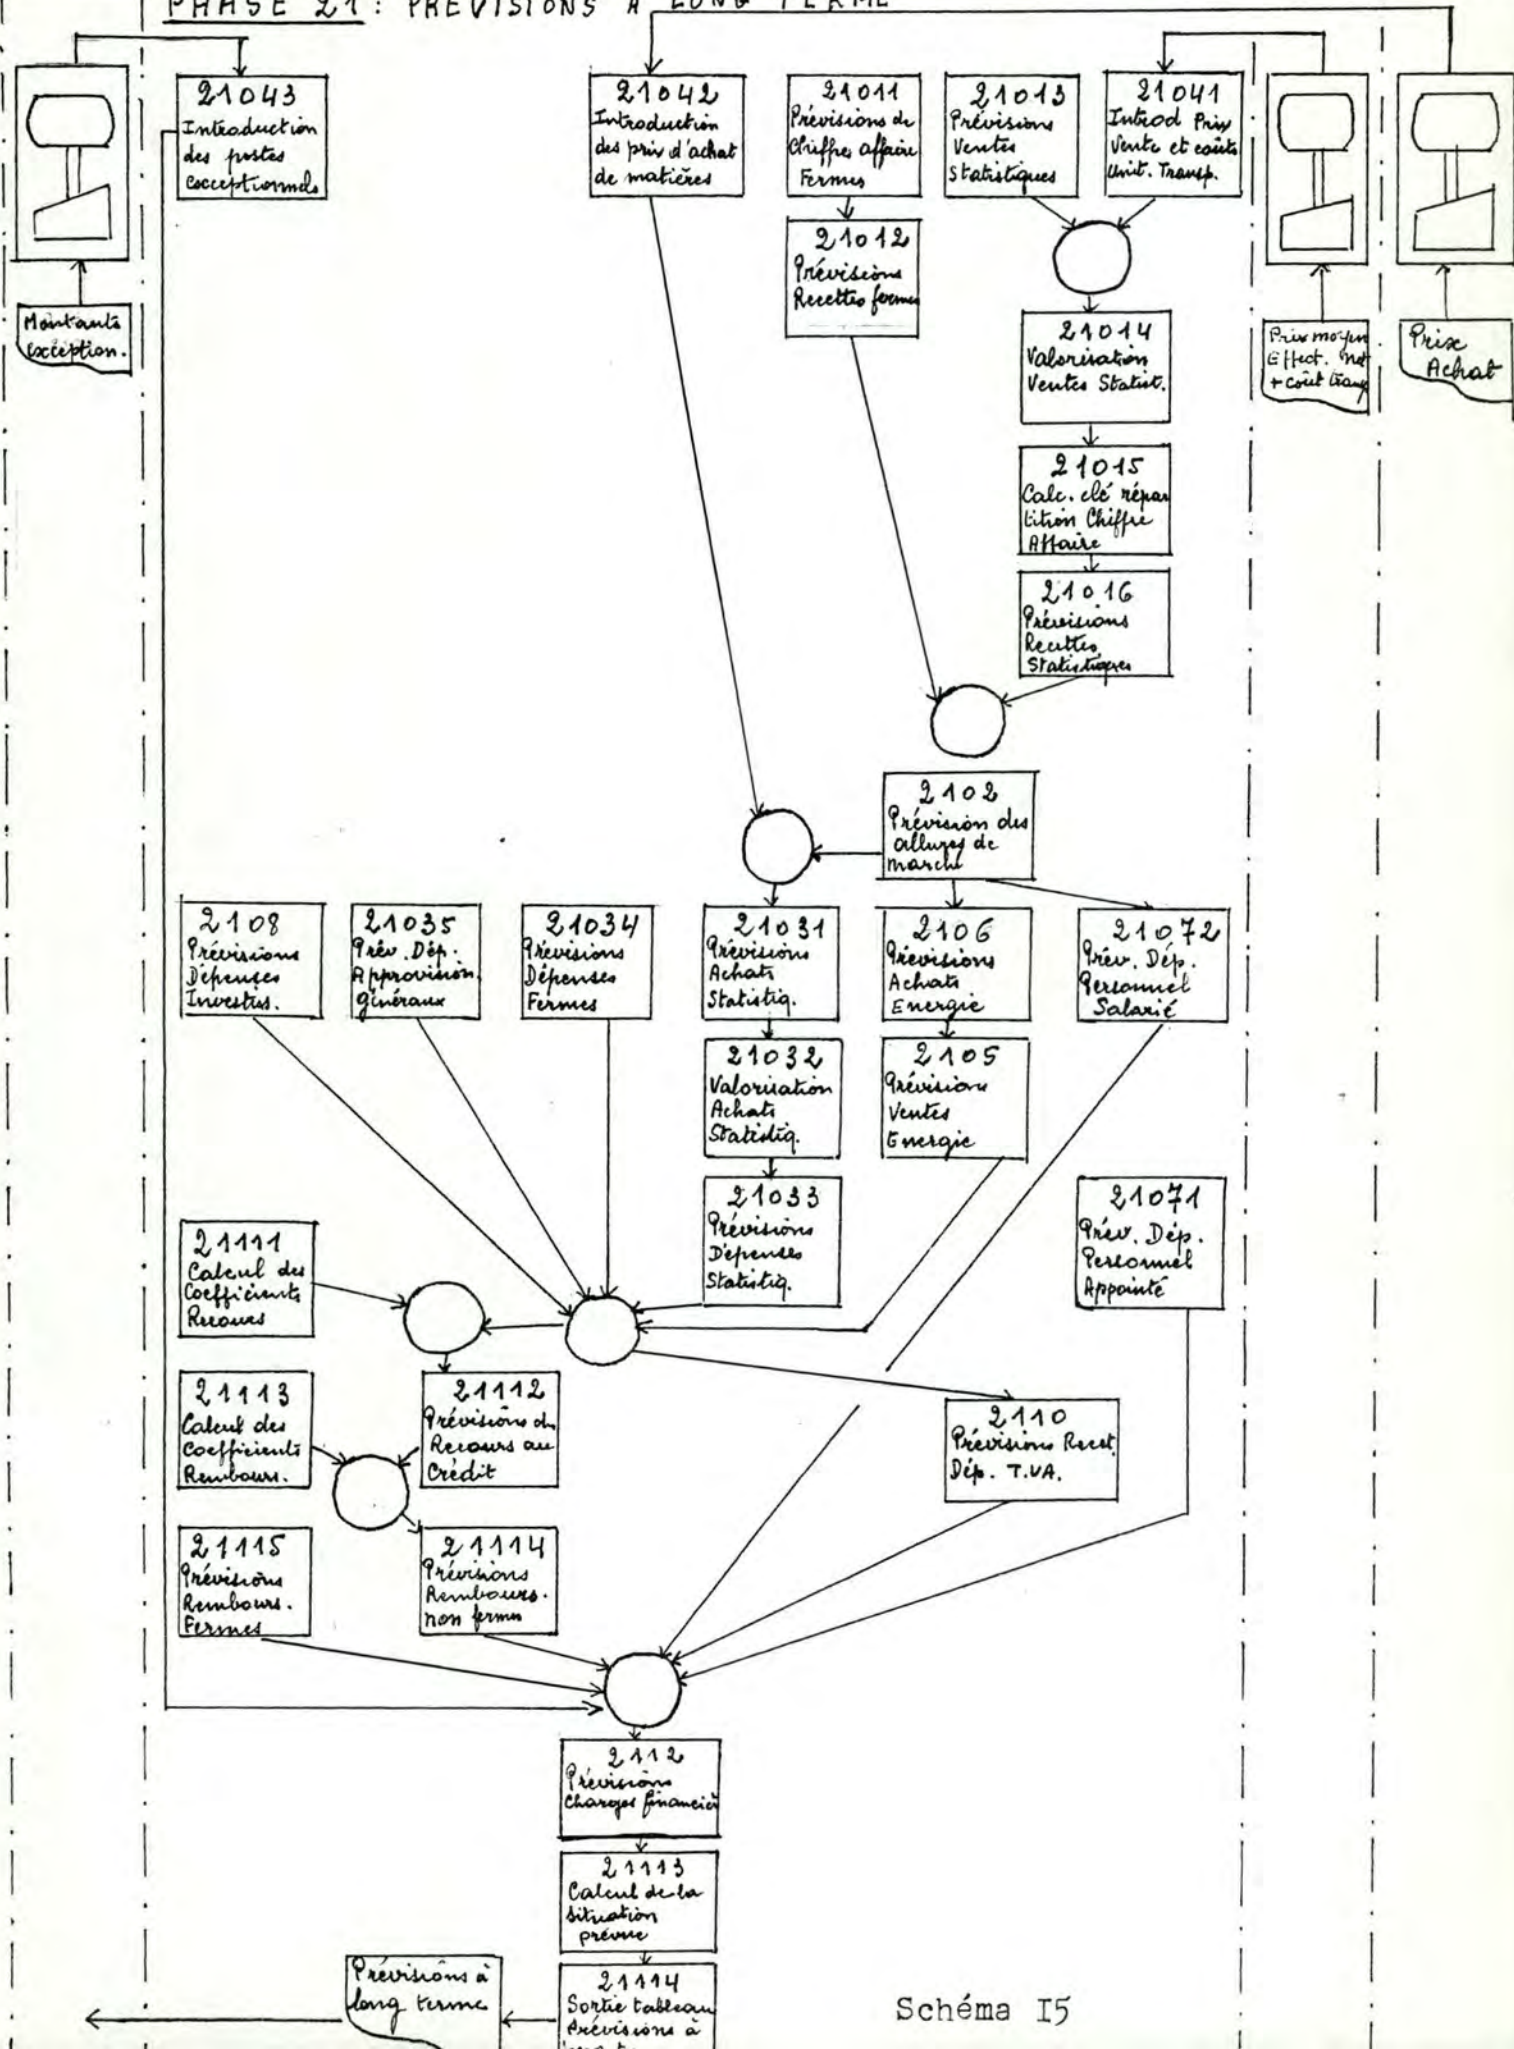 PHASE 21 : PRÉVISIONS À LONG TERME
21043
Introduction
des postes
exceptionnels
21042
Introduction
des prix d'achat
de matières
21011
Prévisions de
Chiffres affaire
Fermes
21013
Prévisions
Ventes
Statistiques
21041
Introd Prix
Vente et coûts
Unit. Transp.
21012
Prévisions
Recettes fermes
Montants
exception.
21014
Valorisation
Ventes Statist.
Prix moyen
Effect. net
+ coût transp
Prix
Achat
21015
Calc. clé répar
tition Chiffre
Affaire
21016
Prévisions
Recettes
Statistiques
2102
Prévision des
allures de
marche
2108
Prévisions
Dépenses
Investiss.
21035
Prév. Dép.
Approvision.
généraux
21034
Prévisions
Dépenses
Fermes
21031
Prévisions
Achats
Statistiq.
2106
Prévisions
Achats
Energie
21072
Prév. Dép.
Personnel
Salarié
21032
Valorisation
Achats
Statistiq.
2105
Prévisions
Ventes
Energie
21033
Prévisions
Dépenses
Statistiq.
21071
Prév. Dép.
Personnel
Appointé
21111
Calcul des
Coefficients
Recours
21113
Calcul des
Coefficients
Rembours.
21112
Prévisions du
Recours au
Crédit
2110
Prévisions Recet.
Dép. T.VA.
21115
Prévisions
Rembours.
Fermes
21114
Prévisions
Rembours.
non fermes
2112
Prévisions
Charges financièr
21113
Calcul de la
situation
prévue
Prévisions à
long terme
21114
Sortie tableau
Prévisions à
Schéma I5